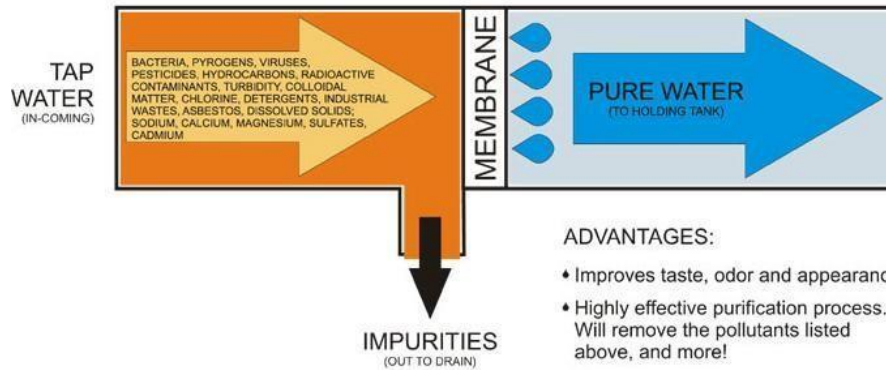 TAP
WATER
(IN-COMING)
BACTERIA, PYROGENS, VIRUSES,
PESTICIDES, HYDROCARBONS, RADIOACTIVE
CONTAMINANTS, TURBIDITY, COLLOIDAL
MATTER, CHLORINE, DETERGENTS, INDUSTRIAL
WASTES, ASBESTOS, DISSOLVED SOLIDS;
SODIUM, CALCIUM, MAGNESIUM, SULFATES,
CADMIUM
MEMBRANE
PURE WATER
(TO HOLDING TANK)
IMPURITIES
(OUT TO DRAIN)
ADVANTAGES:
Improves taste, odor and appearanc
Highly effective purification process.
Will remove the pollutants listed
above, and more!